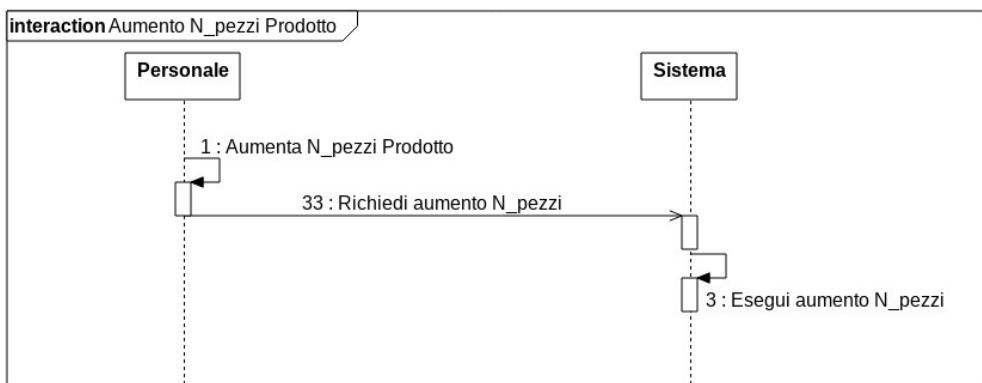 interaction Aumento N_pezzi Prodotto
Personale
Sistema
1 : Aumenta N_pezzi Prodotto
33 : Richiedi aumento N_pezzi
3 : Esegui aumento N_pezzi